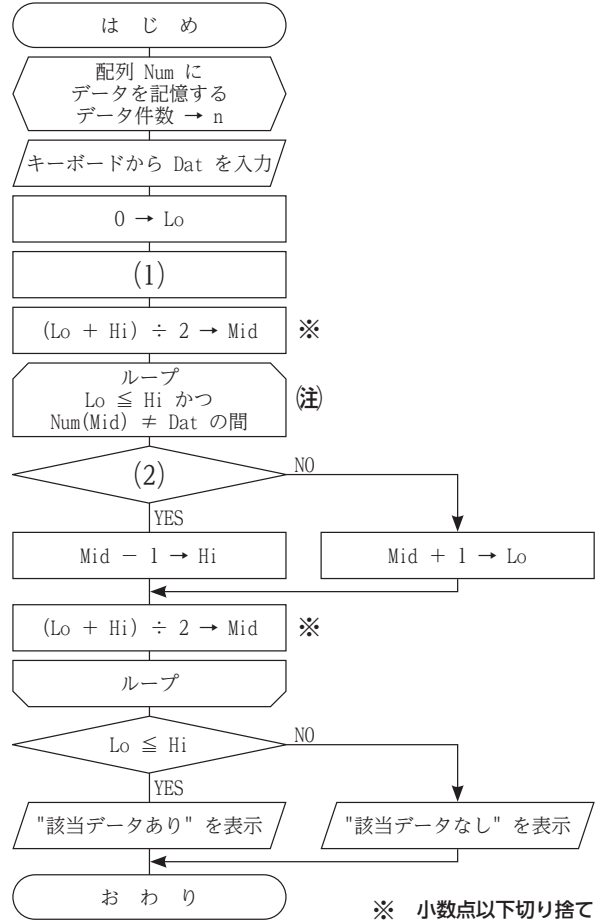 はじめ
配列 Num に
データを記憶する
データ件数 → n
キーボードから Dat を入力
0 → Lo
(1)
(Lo + Hi) ÷ 2 → Mid ※
ループ
Lo ≦ Hi かつ
Num(Mid) ≠ Dat の間
(注)
(2)
NO
YES
Mid － 1 → Hi
Mid + 1 → Lo
(Lo + Hi) ÷ 2 → Mid ※
ループ
Lo ≦ Hi
NO
YES
"該当データあり" を表示
"該当データなし" を表示
おわり
※ 小数点以下切り捨て